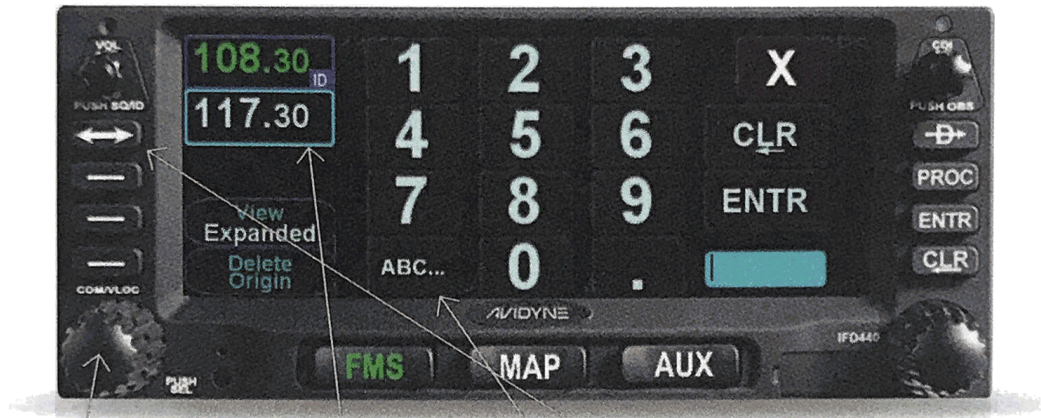 VOL
108.30
ID
1 2 3
X
CDI
PUSH SQ/ID
117.30
PUSH OBS
4 5 6
CLR
D
PROC
7 8 9
ENTR
View
Expanded
ENTR
Delete
Origin
ABC...
0 .
CLR
COM/VLOC
AVIDYNE
IFD440
FMS
MAP
AUX
PUSH
SEL